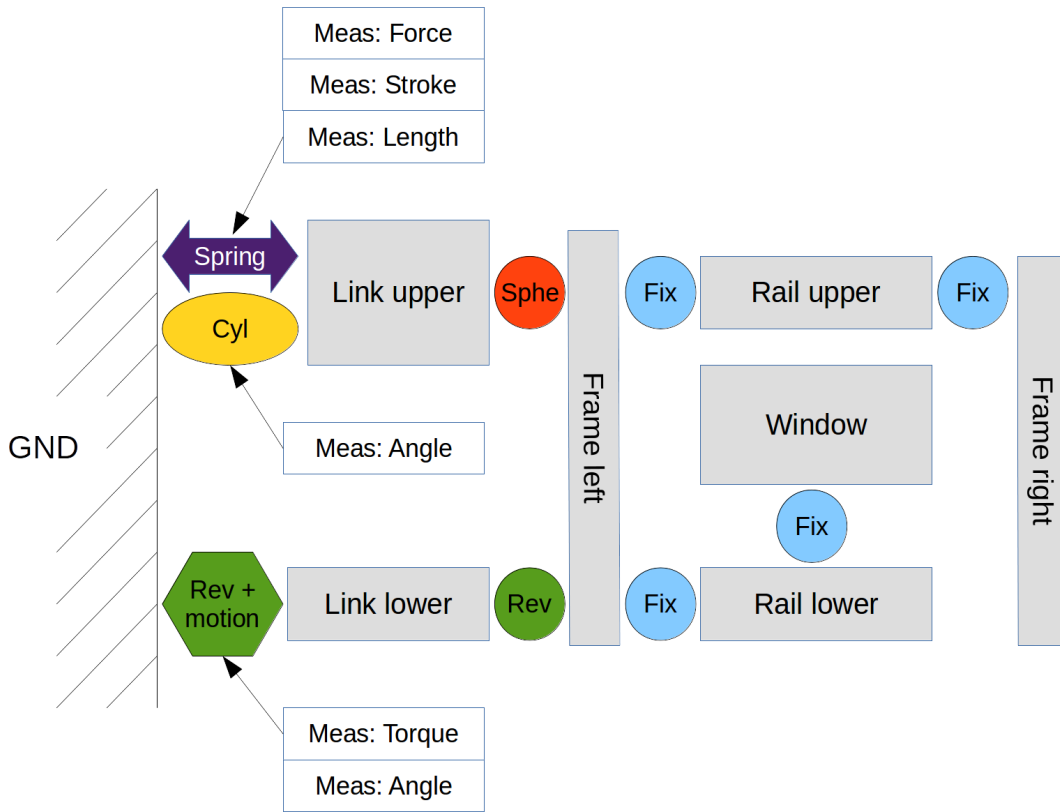 Meas: Force
Meas: Stroke
Meas: Length
Spring
Cyl
Link upper
Sphe
Fix
Rail upper
Fix
Meas: Angle
GND
Frame left
Window
Frame right
Fix
Rev +
motion
Link lower
Rev
Fix
Rail lower
Meas: Torque
Meas: Angle